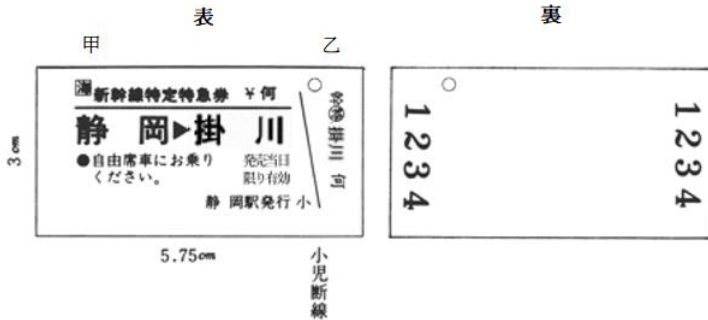 表
裏
甲
乙
新幹線特定特急券 ¥何
静岡▶掛川
●自由席車にお乗り
ください。
発売当日
限り有効
静岡駅発行 小
幹㊕掛川 何
3cm
5.75cm
小児断線
1234
1234